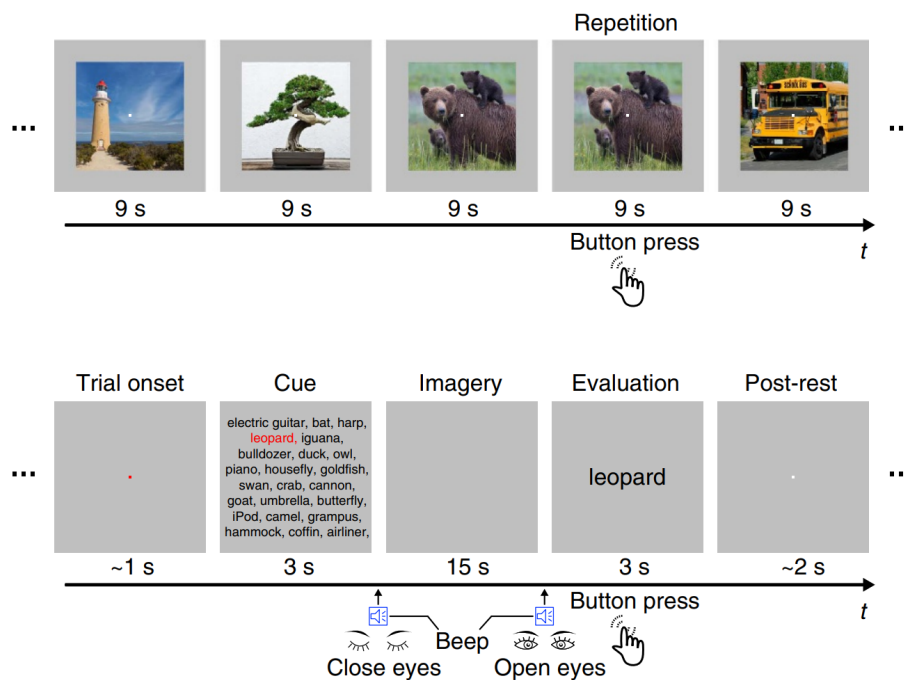 Repetition
... ..
school bus
9 s 9 s 9 s 9 s 9 s
Button press
t
Trial onset Cue Imagery Evaluation Post-rest
electric guitar, bat, harp,
leopard, iguana,
bulldozer, duck, owl,
piano, housefly, goldfish,
swan, crab, cannon,
goat, umbrella, butterfly,
iPod, camel, grampus,
hammock, coffin, airliner,
leopard
... ..
~1 s 3 s 15 s 3 s ~2 s
Button press
t
Beep
Close eyes Open eyes